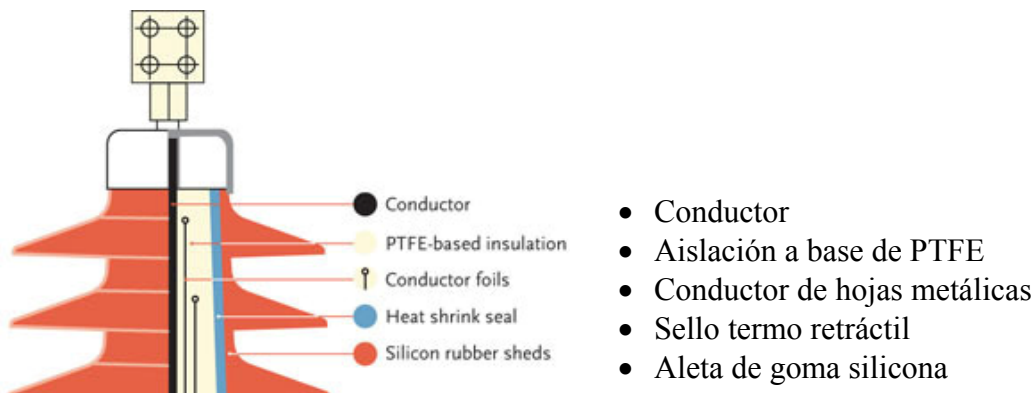 Conductor
PTFE-based insulation
Conductor foils
Heat shrink seal
Silicon rubber sheds
• Conductor
• Aislación a base de PTFE
• Conductor de hojas metálicas
• Sello termo retráctil
• Aleta de goma silicona